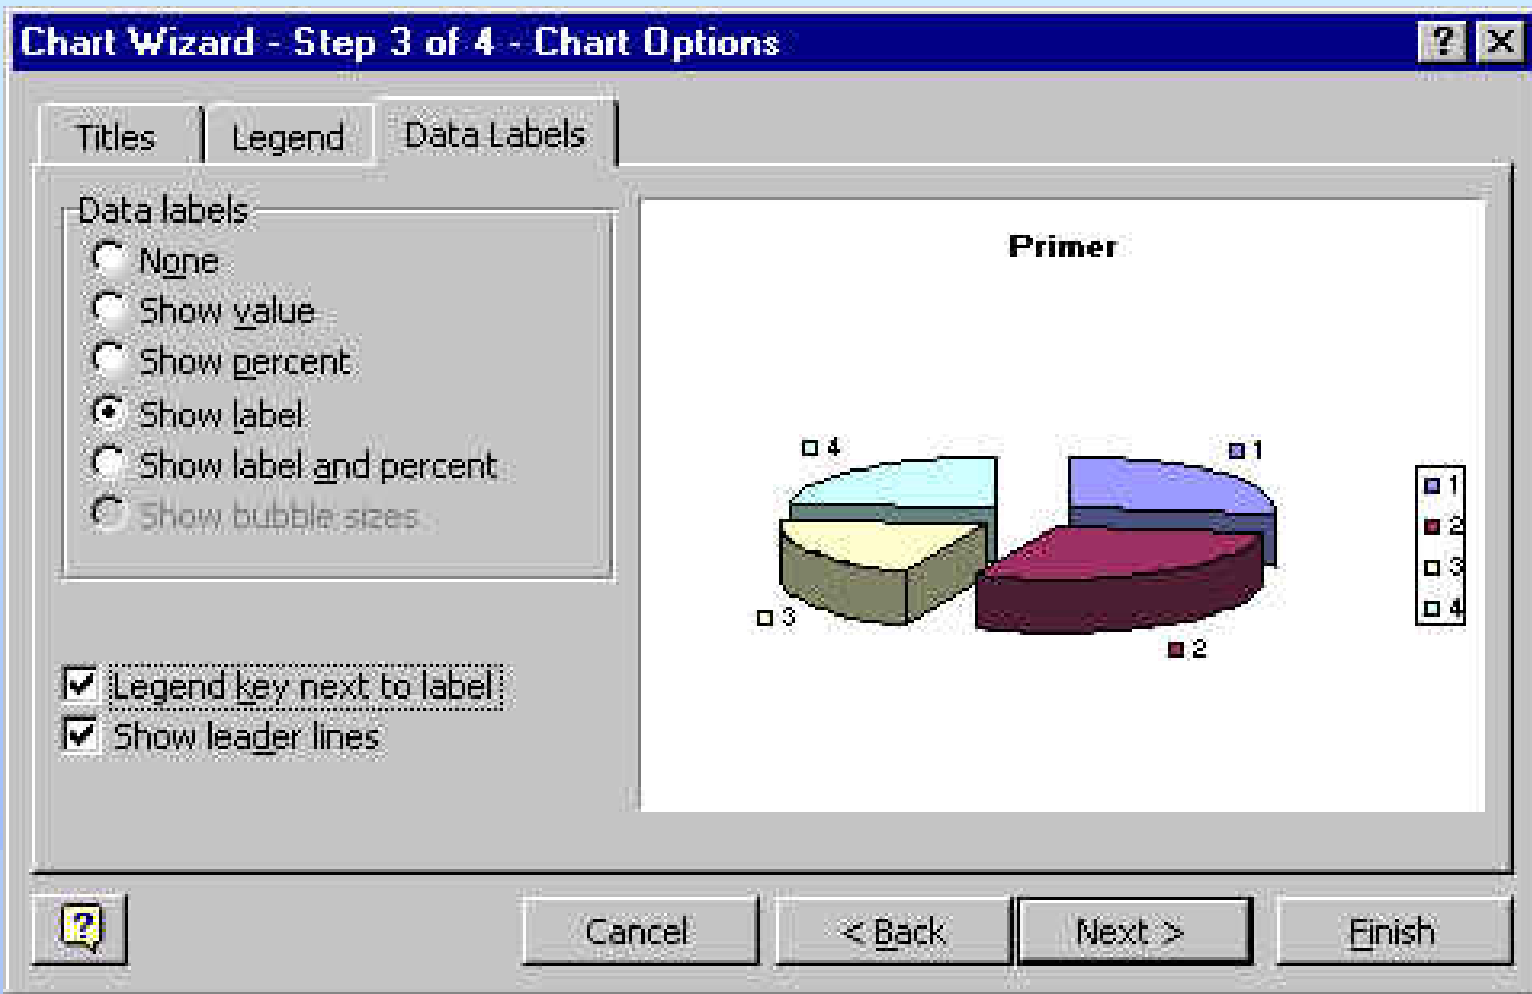 Chart Wizard - Step 3 of 4 - Chart Options
Titles
Legend
Data Labels
Data labels
None
Show value
Show percent
Show label
Show label and percent
Show bubble sizes
Legend key next to label
Show leader lines
Primer
4
1
3
2
1
2
3
4
Cancel
< Back
Next >
Finish